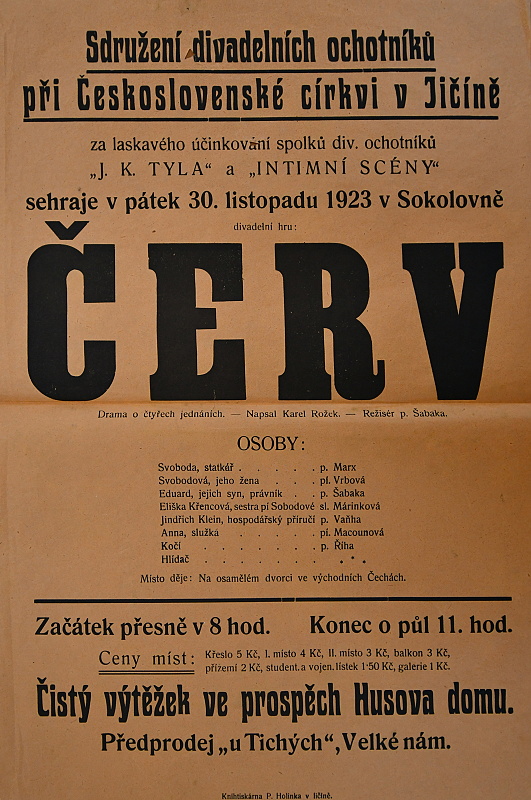 Sdružení divadelních ochotníků
při Československé církvi v Jičíně
za laskavého účinkování spolků div. ochotníků
„J. K. TYLA“ a „INTIMNÍ SCÉNY“
sehraje v pátek 30. listopadu 1923 v Sokolovně
divadelní hru:
ČERV
Drama o čtyřech jednáních. — Napsal Karel Rožek. — Režisér p. Šabaka.
OSOBY:
Svoboda, statkář . . . . . p. Marx
Svobodová, jeho žena . . . pí. Vrbová
Eduard, jejich syn, právník . . p. Šabaka
Eliška Křencová, sestra pí Sobodové sl. Márinková
Jindřich Klein, hospodářský příručí p. Vaňha
Anna, služka . . . . . pí. Macounová
Kočí . . . . . . . p. Říha
Hlídač . . . . . . . * * *
Místo děje: Na osamělém dvorci ve východních Čechách.
Začátek přesně v 8 hod. Konec o půl 11. hod.
Ceny míst: Křeslo 5 Kč, I. místo 4 Kč, II. místo 3 Kč, balkon 3 Kč,
přízemí 2 Kč, student. a vojen. lístek 1·50 Kč, galerie 1 Kč.
Čistý výtěžek ve prospěch Husova domu.
Předprodej „u Tichých“, Velké nám.
Knihtiskárna P. Holinka v Jičíně.